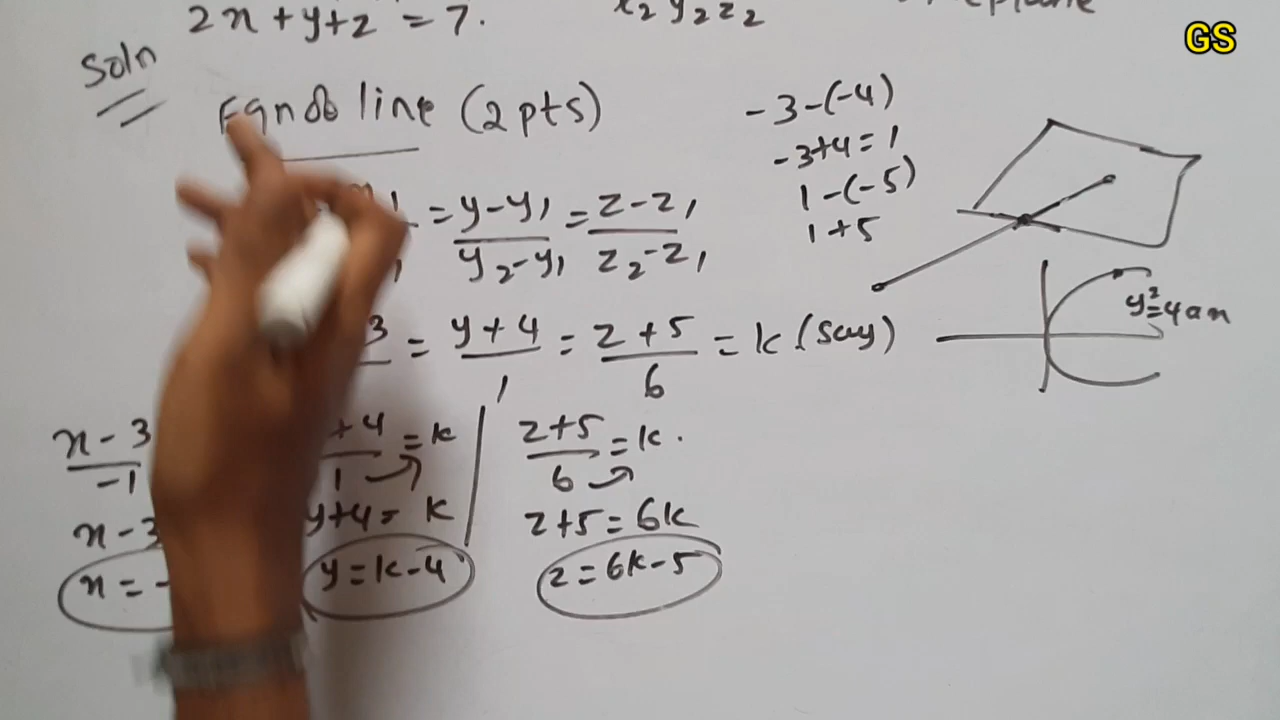 2x+y+z = 7.
x₂ y₂ z₂
GS
Soln
Eqn of line (2pts)
-3-(-4)
-3+4=1
1-(-5)
1+5
= y-y₁ / y₂-y₁ = z-z₁ / z₂-z₁
y²=4ax
3 = y+4 / 1 = z+5 / 6 = k (say)
x-3 / -1
+4 / 1 = k
z+5 / 6 = k.
x-3
y+4= k
z+5=6k
x = -
y=k-4
z=6k-5